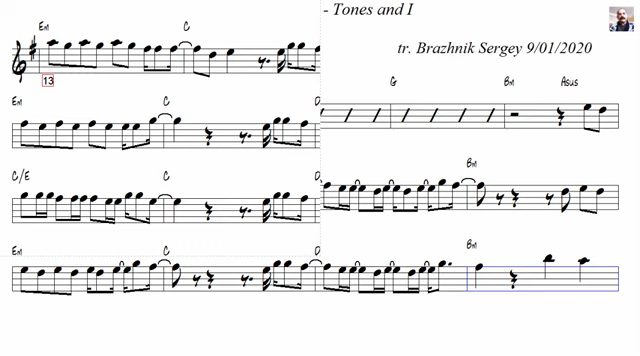 - Tones and I
tr. Brazhnik Sergey 9/01/2020
Em C
13
G Bm Asus
Em C D
C/E C D Bm
Em C D Bm